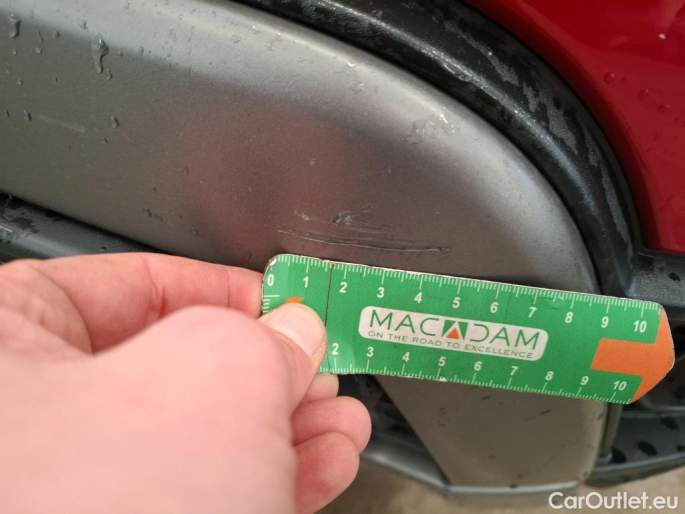 0 1 2 3 4 5 6 7 8 9 10
MACADAM
ON THE ROAD TO EXCELLENCE
2 3 4 5 6 7 8 9 10
CarOutlet.eu